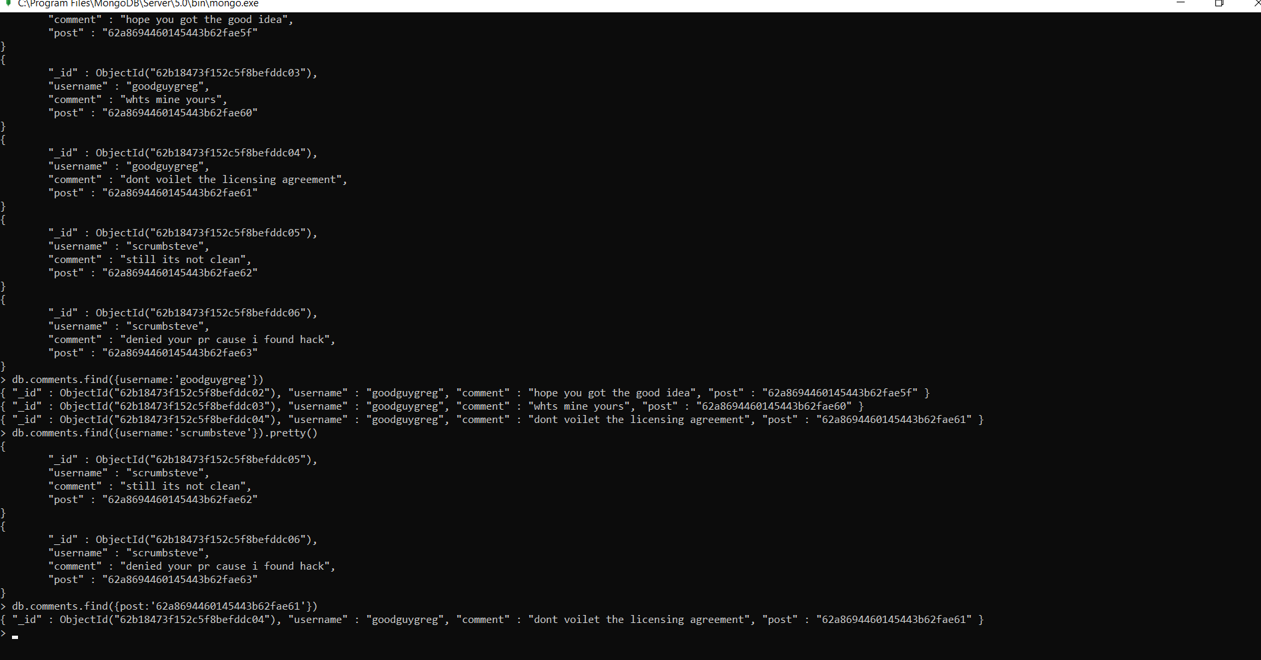 C:\Program Files\MongoDB\Server\5.0\bin\mongo.exe
"comment" : "hope you got the good idea",
"post" : "62a8694460145443b62fae5f"
}
{
"_id" : ObjectId("62b18473f152c5f8befddc03"),
"username" : "goodguygreg",
"comment" : "whts mine yours",
"post" : "62a8694460145443b62fae60"
}
{
"_id" : ObjectId("62b18473f152c5f8befddc04"),
"username" : "goodguygreg",
"comment" : "dont voilet the licensing agreement",
"post" : "62a8694460145443b62fae61"
}
{
"_id" : ObjectId("62b18473f152c5f8befddc05"),
"username" : "scrumbsteve",
"comment" : "still its not clean",
"post" : "62a8694460145443b62fae62"
}
{
"_id" : ObjectId("62b18473f152c5f8befddc06"),
"username" : "scrumbsteve",
"comment" : "denied your pr cause i found hack",
"post" : "62a8694460145443b62fae63"
}
> db.comments.find({username:'goodguygreg'})
{ "_id" : ObjectId("62b18473f152c5f8befddc02"), "username" : "goodguygreg", "comment" : "hope you got the good idea", "post" : "62a8694460145443b62fae5f" }
{ "_id" : ObjectId("62b18473f152c5f8befddc03"), "username" : "goodguygreg", "comment" : "whts mine yours", "post" : "62a8694460145443b62fae60" }
{ "_id" : ObjectId("62b18473f152c5f8befddc04"), "username" : "goodguygreg", "comment" : "dont voilet the licensing agreement", "post" : "62a8694460145443b62fae61" }
> db.comments.find({username:'scrumbsteve'}).pretty()
{
"_id" : ObjectId("62b18473f152c5f8befddc05"),
"username" : "scrumbsteve",
"comment" : "still its not clean",
"post" : "62a8694460145443b62fae62"
}
{
"_id" : ObjectId("62b18473f152c5f8befddc06"),
"username" : "scrumbsteve",
"comment" : "denied your pr cause i found hack",
"post" : "62a8694460145443b62fae63"
}
> db.comments.find({post:'62a8694460145443b62fae61'})
{ "_id" : ObjectId("62b18473f152c5f8befddc04"), "username" : "goodguygreg", "comment" : "dont voilet the licensing agreement", "post" : "62a8694460145443b62fae61" }
>